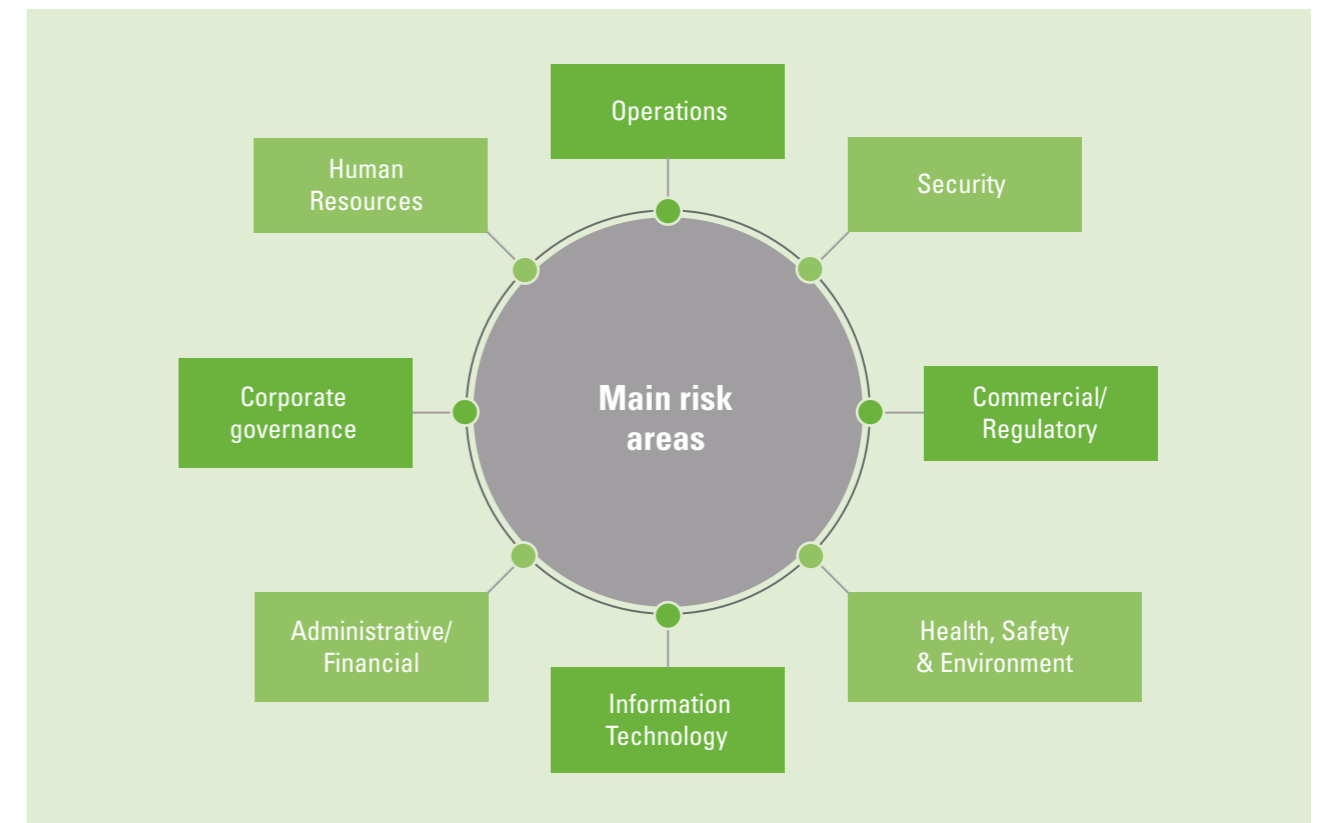 Operations
Human
Resources
Security
Corporate
governance
Main risk
areas
Commercial/
Regulatory
Administrative/
Financial
Health, Safety
& Environment
Information
Technology